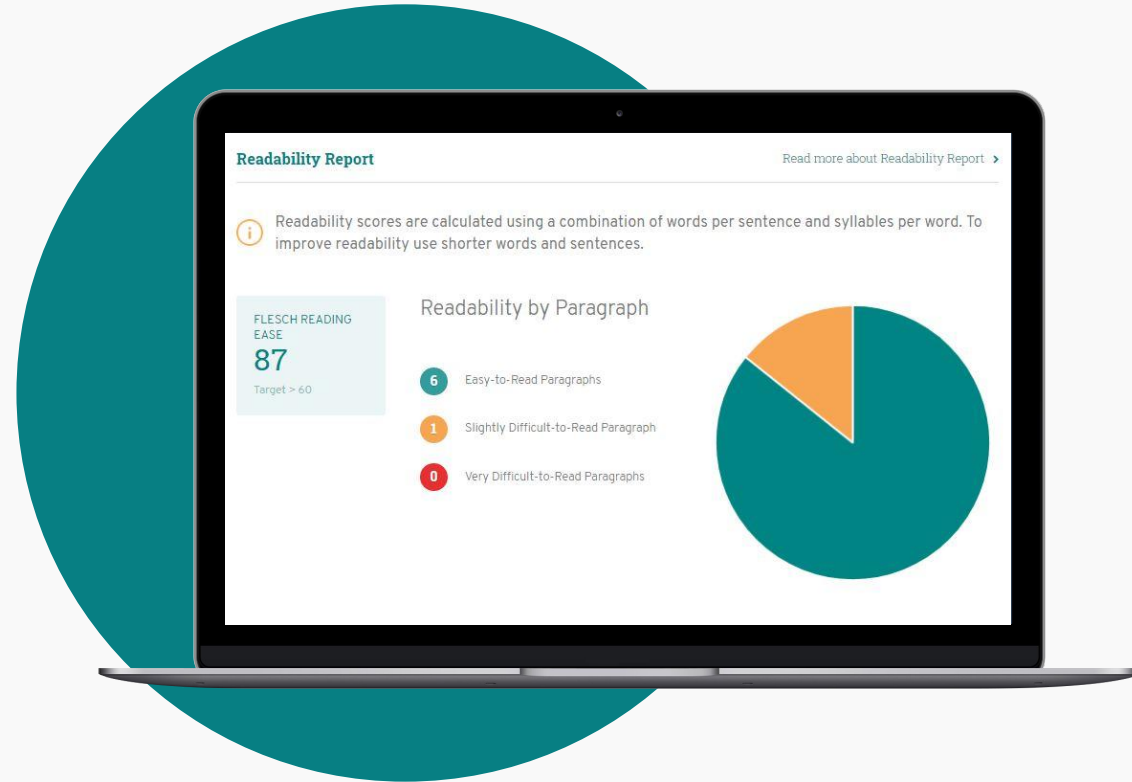 Readability Report
Read more about Readability Report >
i
Readability scores are calculated using a combination of words per sentence and syllables per word. To
improve readability use shorter words and sentences.
FLESCH READING
EASE
87
Target > 60
Readability by Paragraph
6 Easy-to-Read Paragraphs
1 Slightly Difficult-to-Read Paragraph
0 Very Difficult-to-Read Paragraphs